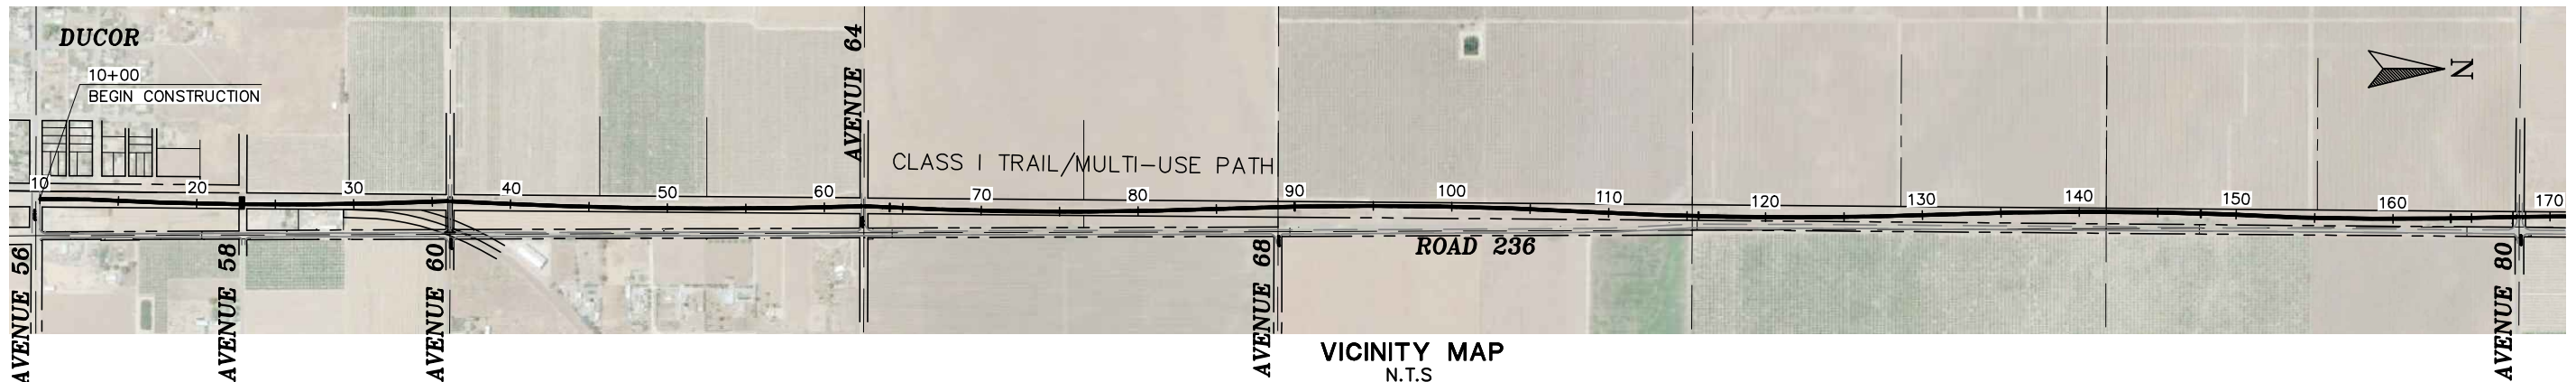 DUCOR
10+00
BEGIN CONSTRUCTION
AVENUE 64
N
CLASS I TRAIL/MULTI-USE PATH
10 20 30 40 50 60 70 80 90 100 110 120 130 140 150 160 170
AVENUE 56
AVENUE 58
AVENUE 60
AVENUE 68
ROAD 236
AVENUE 80
VICINITY MAP
N.T.S